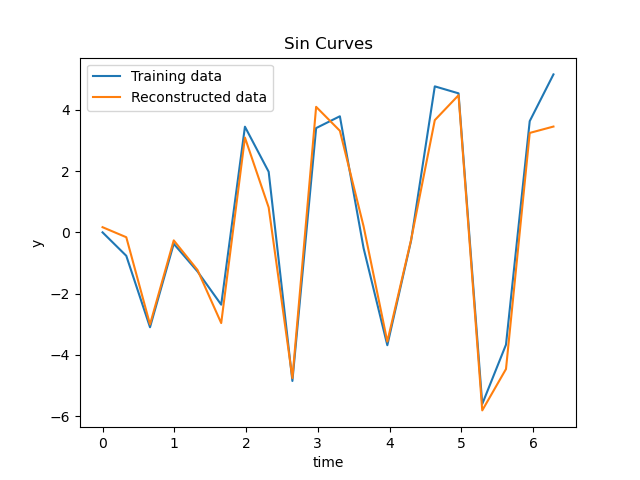 Sin Curves
Training data
Reconstructed data
4
2
0
−2
−4
−6
y
0 1 2 3 4 5 6
time